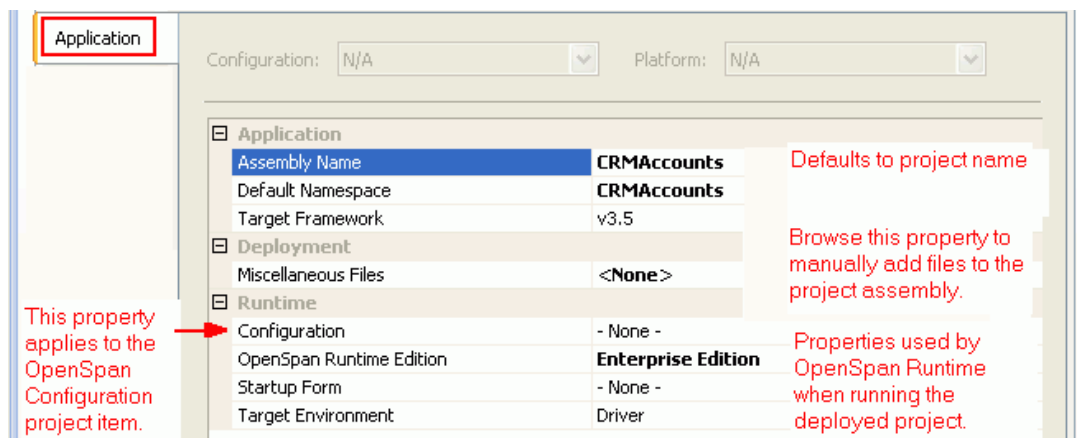 Application
Configuration: N/A Platform: N/A
Application
Assembly Name CRMAccounts
Defaults to project name
Default Namespace CRMAccounts
Target Framework v3.5
Deployment
Miscellaneous Files <None>
Browse this property to
manually add files to the
project assembly.
Runtime
Configuration - None -
OpenSpan Runtime Edition Enterprise Edition
Startup Form - None -
Target Environment Driver
This property
applies to the
OpenSpan
Configuration
project item.
Properties used by
OpenSpan Runtime
when running the
deployed project.